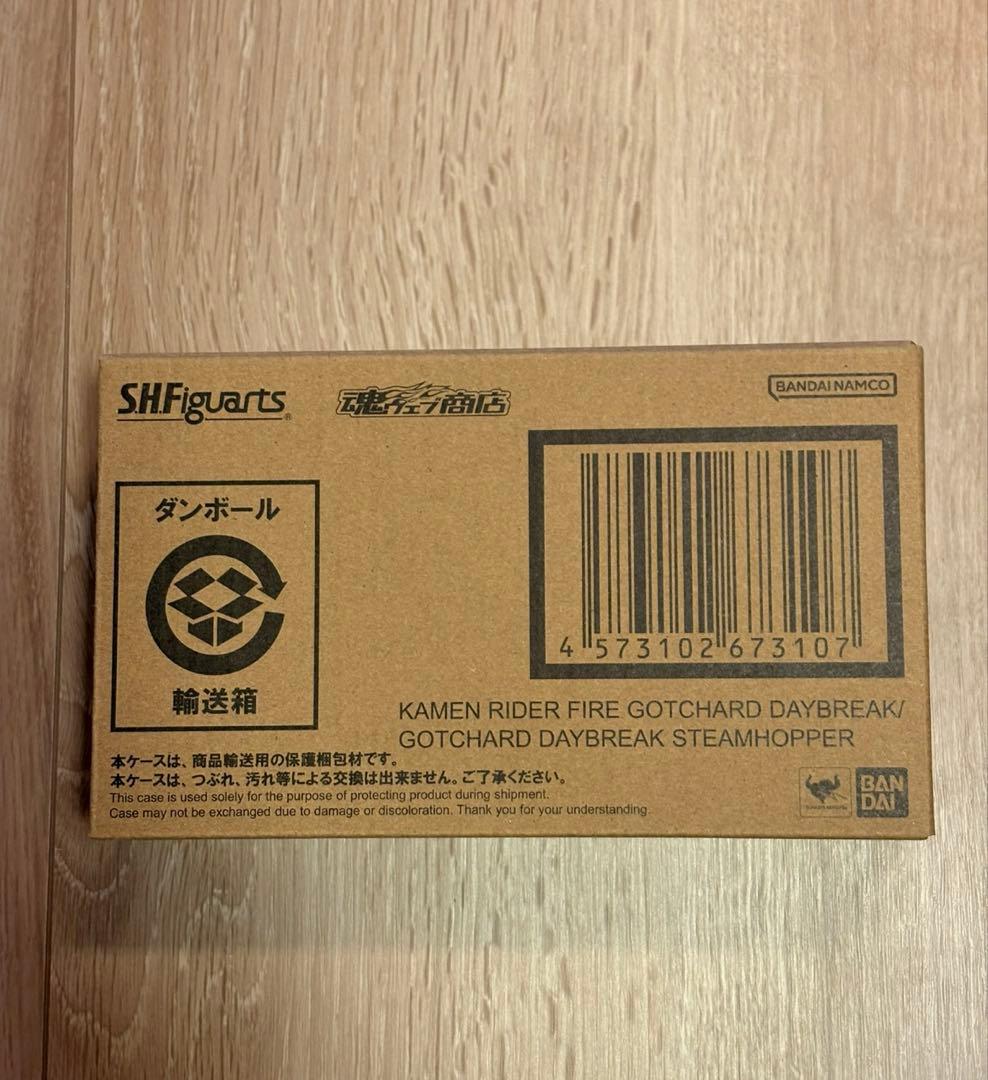 S.H.Figuarts
魂ウェブ商店
BANDAI NAMCO
ダンボール
輸送箱
4 573102 673107
KAMEN RIDER FIRE GOTCHARD DAYBREAK/
GOTCHARD DAYBREAK STEAMHOPPER
本ケースは、商品輸送用の保護梱包材です。
本ケースは、つぶれ、汚れ等による交換は出来ません。ご了承ください。
This case is used solely for the purpose of protecting product during shipment.
Case may not be exchanged due to damage or discoloration. Thank you for your understanding.
BAN
DAI